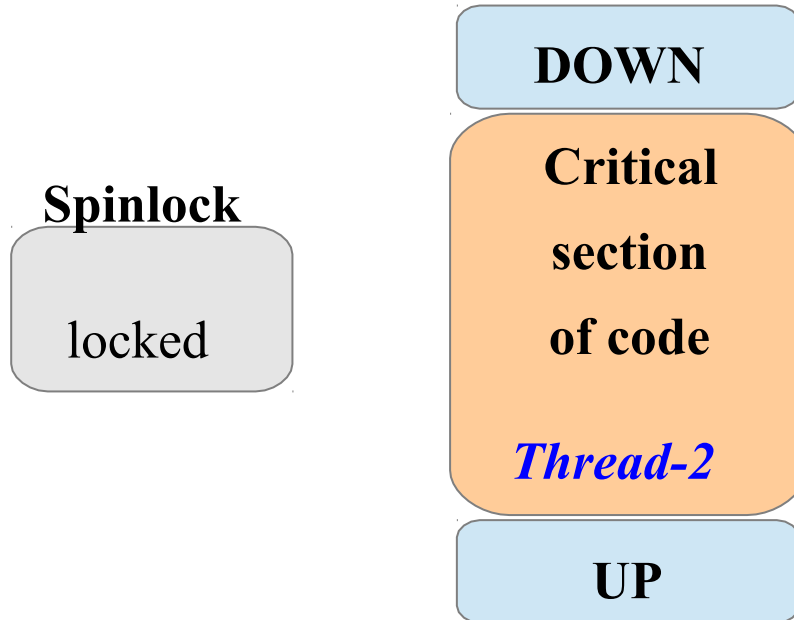 Spinlock
locked
DOWN
Critical
section
of code
Thread-2
UP